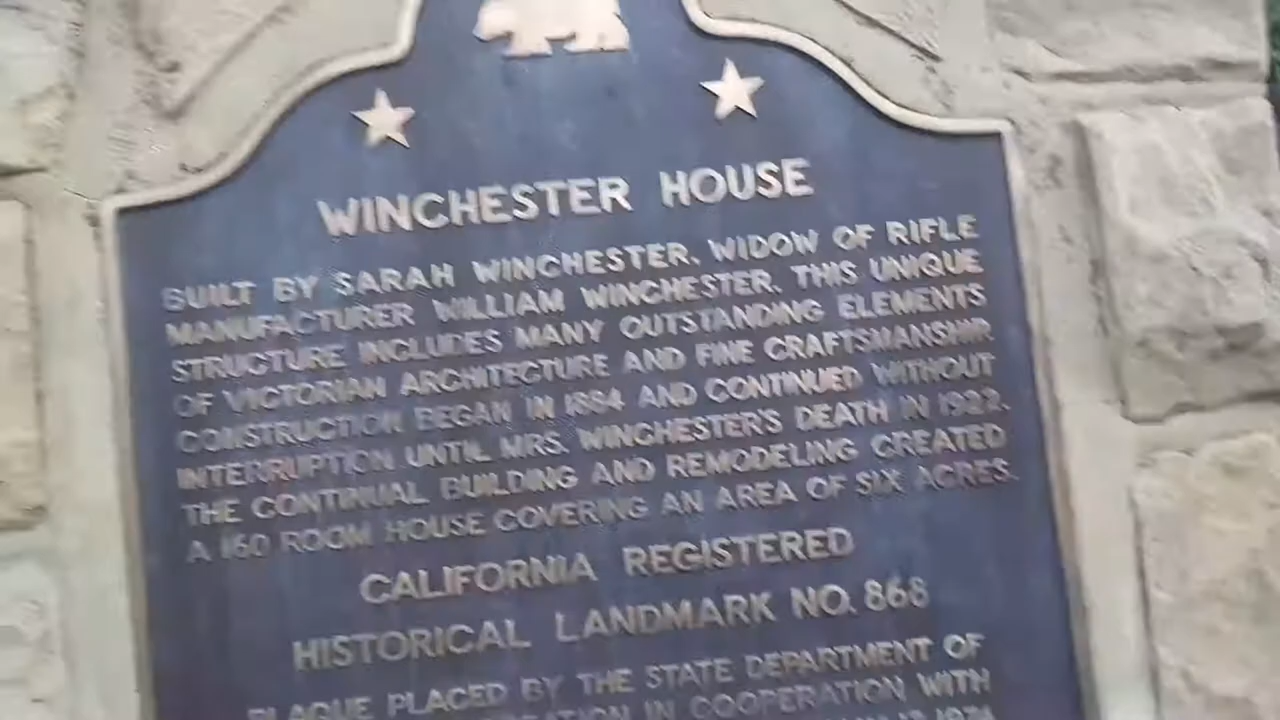 WINCHESTER HOUSE
BUILT BY SARAH WINCHESTER, WIDOW OF RIFLE
MANUFACTURER WILLIAM WINCHESTER. THIS UNIQUE
STRUCTURE INCLUDES MANY OUTSTANDING ELEMENTS
OF VICTORIAN ARCHITECTURE AND FINE CRAFTSMANSHIP.
CONSTRUCTION BEGAN IN 1884 AND CONTINUED WITHOUT
INTERRUPTION UNTIL MRS. WINCHESTER'S DEATH IN 1922.
THE CONTINUAL BUILDING AND REMODELING CREATED
A 160 ROOM HOUSE COVERING AN AREA OF SIX ACRES.
CALIFORNIA REGISTERED
HISTORICAL LANDMARK NO. 868
PLAQUE PLACED BY THE STATE DEPARTMENT OF
IN COOPERATION WITH